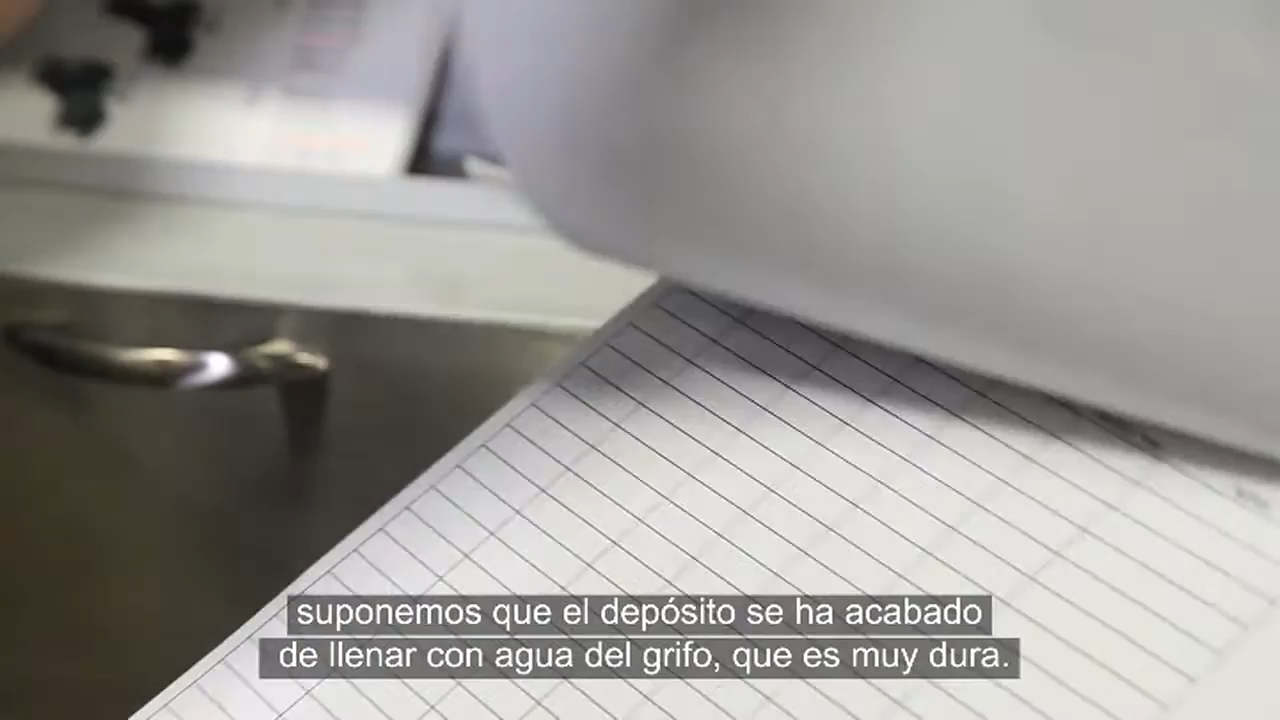 suponemos que el depósito se ha acabado
de llenar con agua del grifo, que es muy dura.